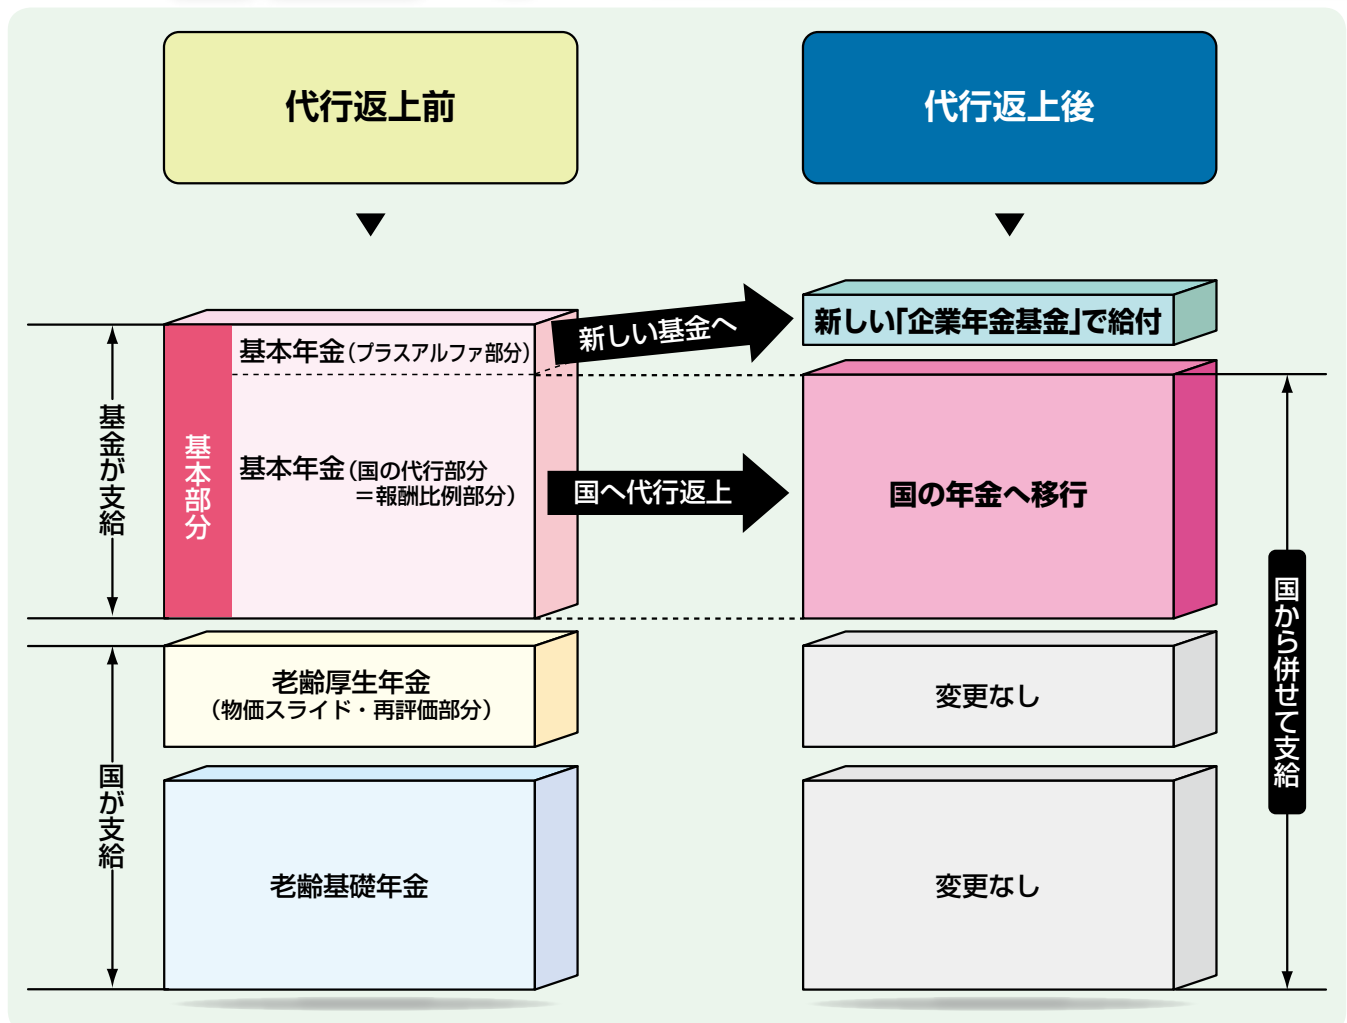 代行返上前
代行返上後
新しい基金へ
新しい「企業年金基金」で給付
基本年金（プラスアルファ部分）
基金が支給
基本部分
基本年金（国の代行部分
＝報酬比例部分）
国へ代行返上
国の年金へ移行
国から併せて支給
老齢厚生年金
（物価スライド・再評価部分）
変更なし
国が支給
老齢基礎年金
変更なし